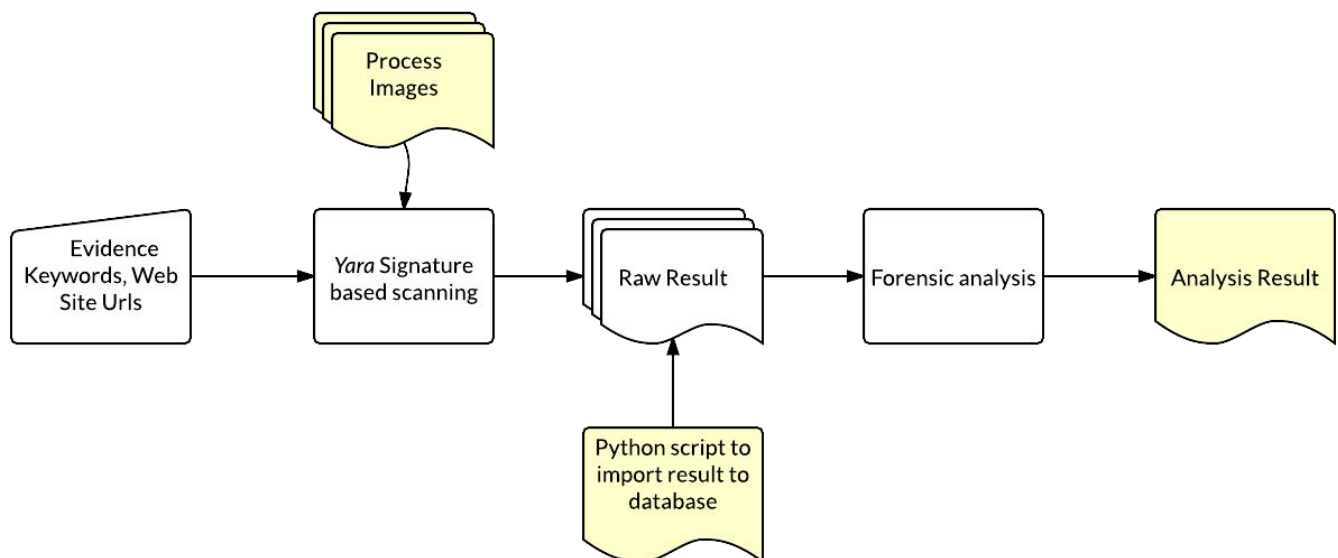 Process
Images
Evidence
Keywords, Web
Site Urls
Yara Signature
based scanning
Raw Result
Forensic analysis
Analysis Result
Python script to
import result to
database